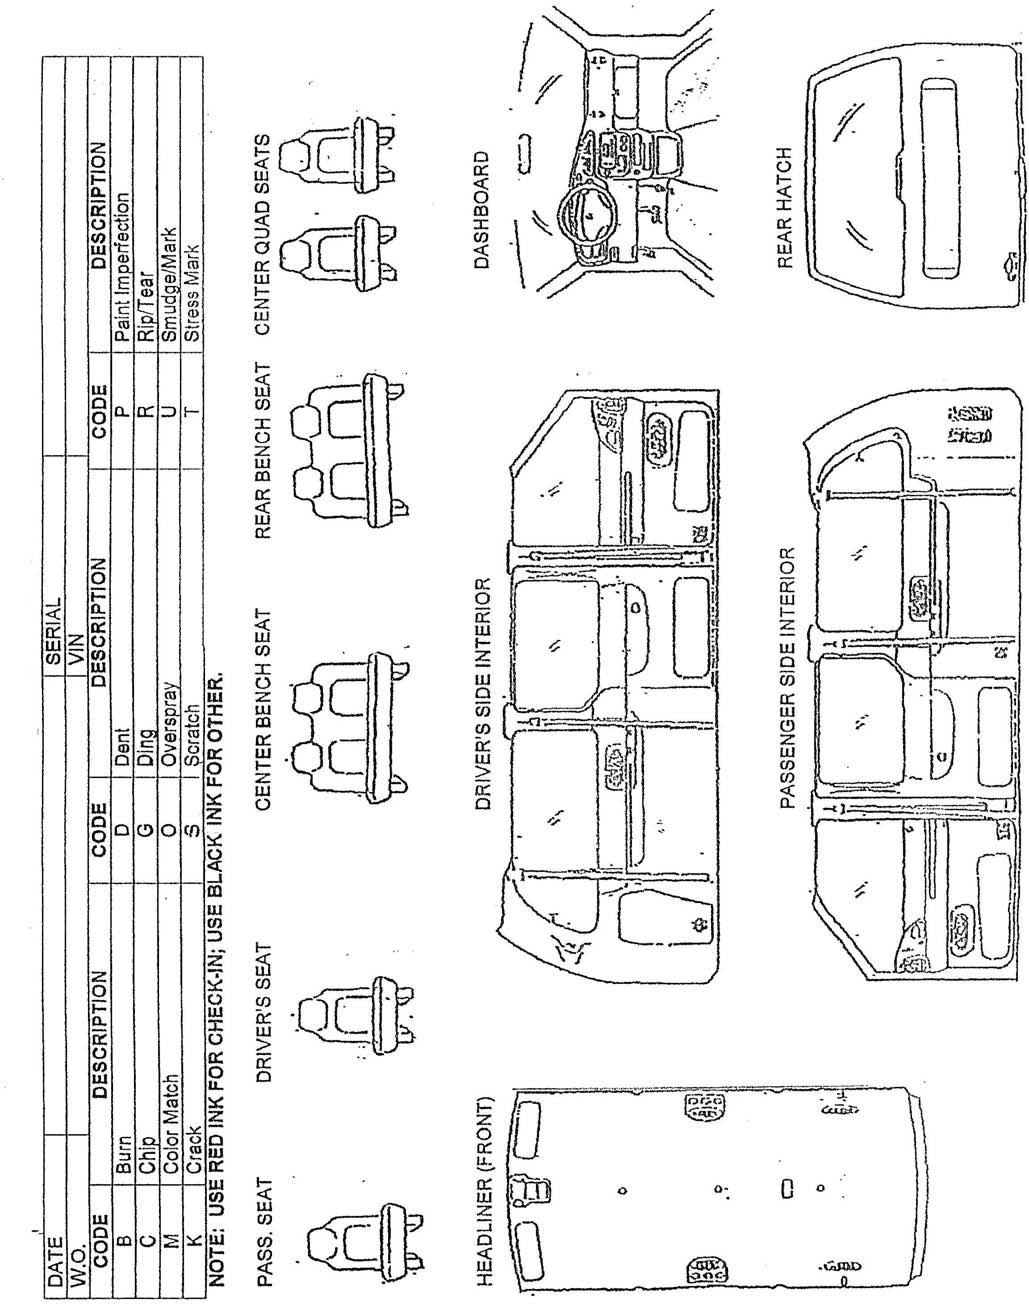 DATE SERIAL
W.O. VIN
CODE DESCRIPTION CODE DESCRIPTION CODE DESCRIPTION
B Burn D Dent P Paint Imperfection
C Chip G Ding R Rip/Tear
M Color Match O Overspray U Smudge/Mark
K Crack S Scratch T Stress Mark
NOTE: USE RED INK FOR CHECK-IN; USE BLACK INK FOR OTHER.
PASS. SEAT DRIVER'S SEAT CENTER BENCH SEAT REAR BENCH SEAT CENTER QUAD SEATS
HEADLINER (FRONT) DRIVER'S SIDE INTERIOR DASHBOARD
PASSENGER SIDE INTERIOR REAR HATCH